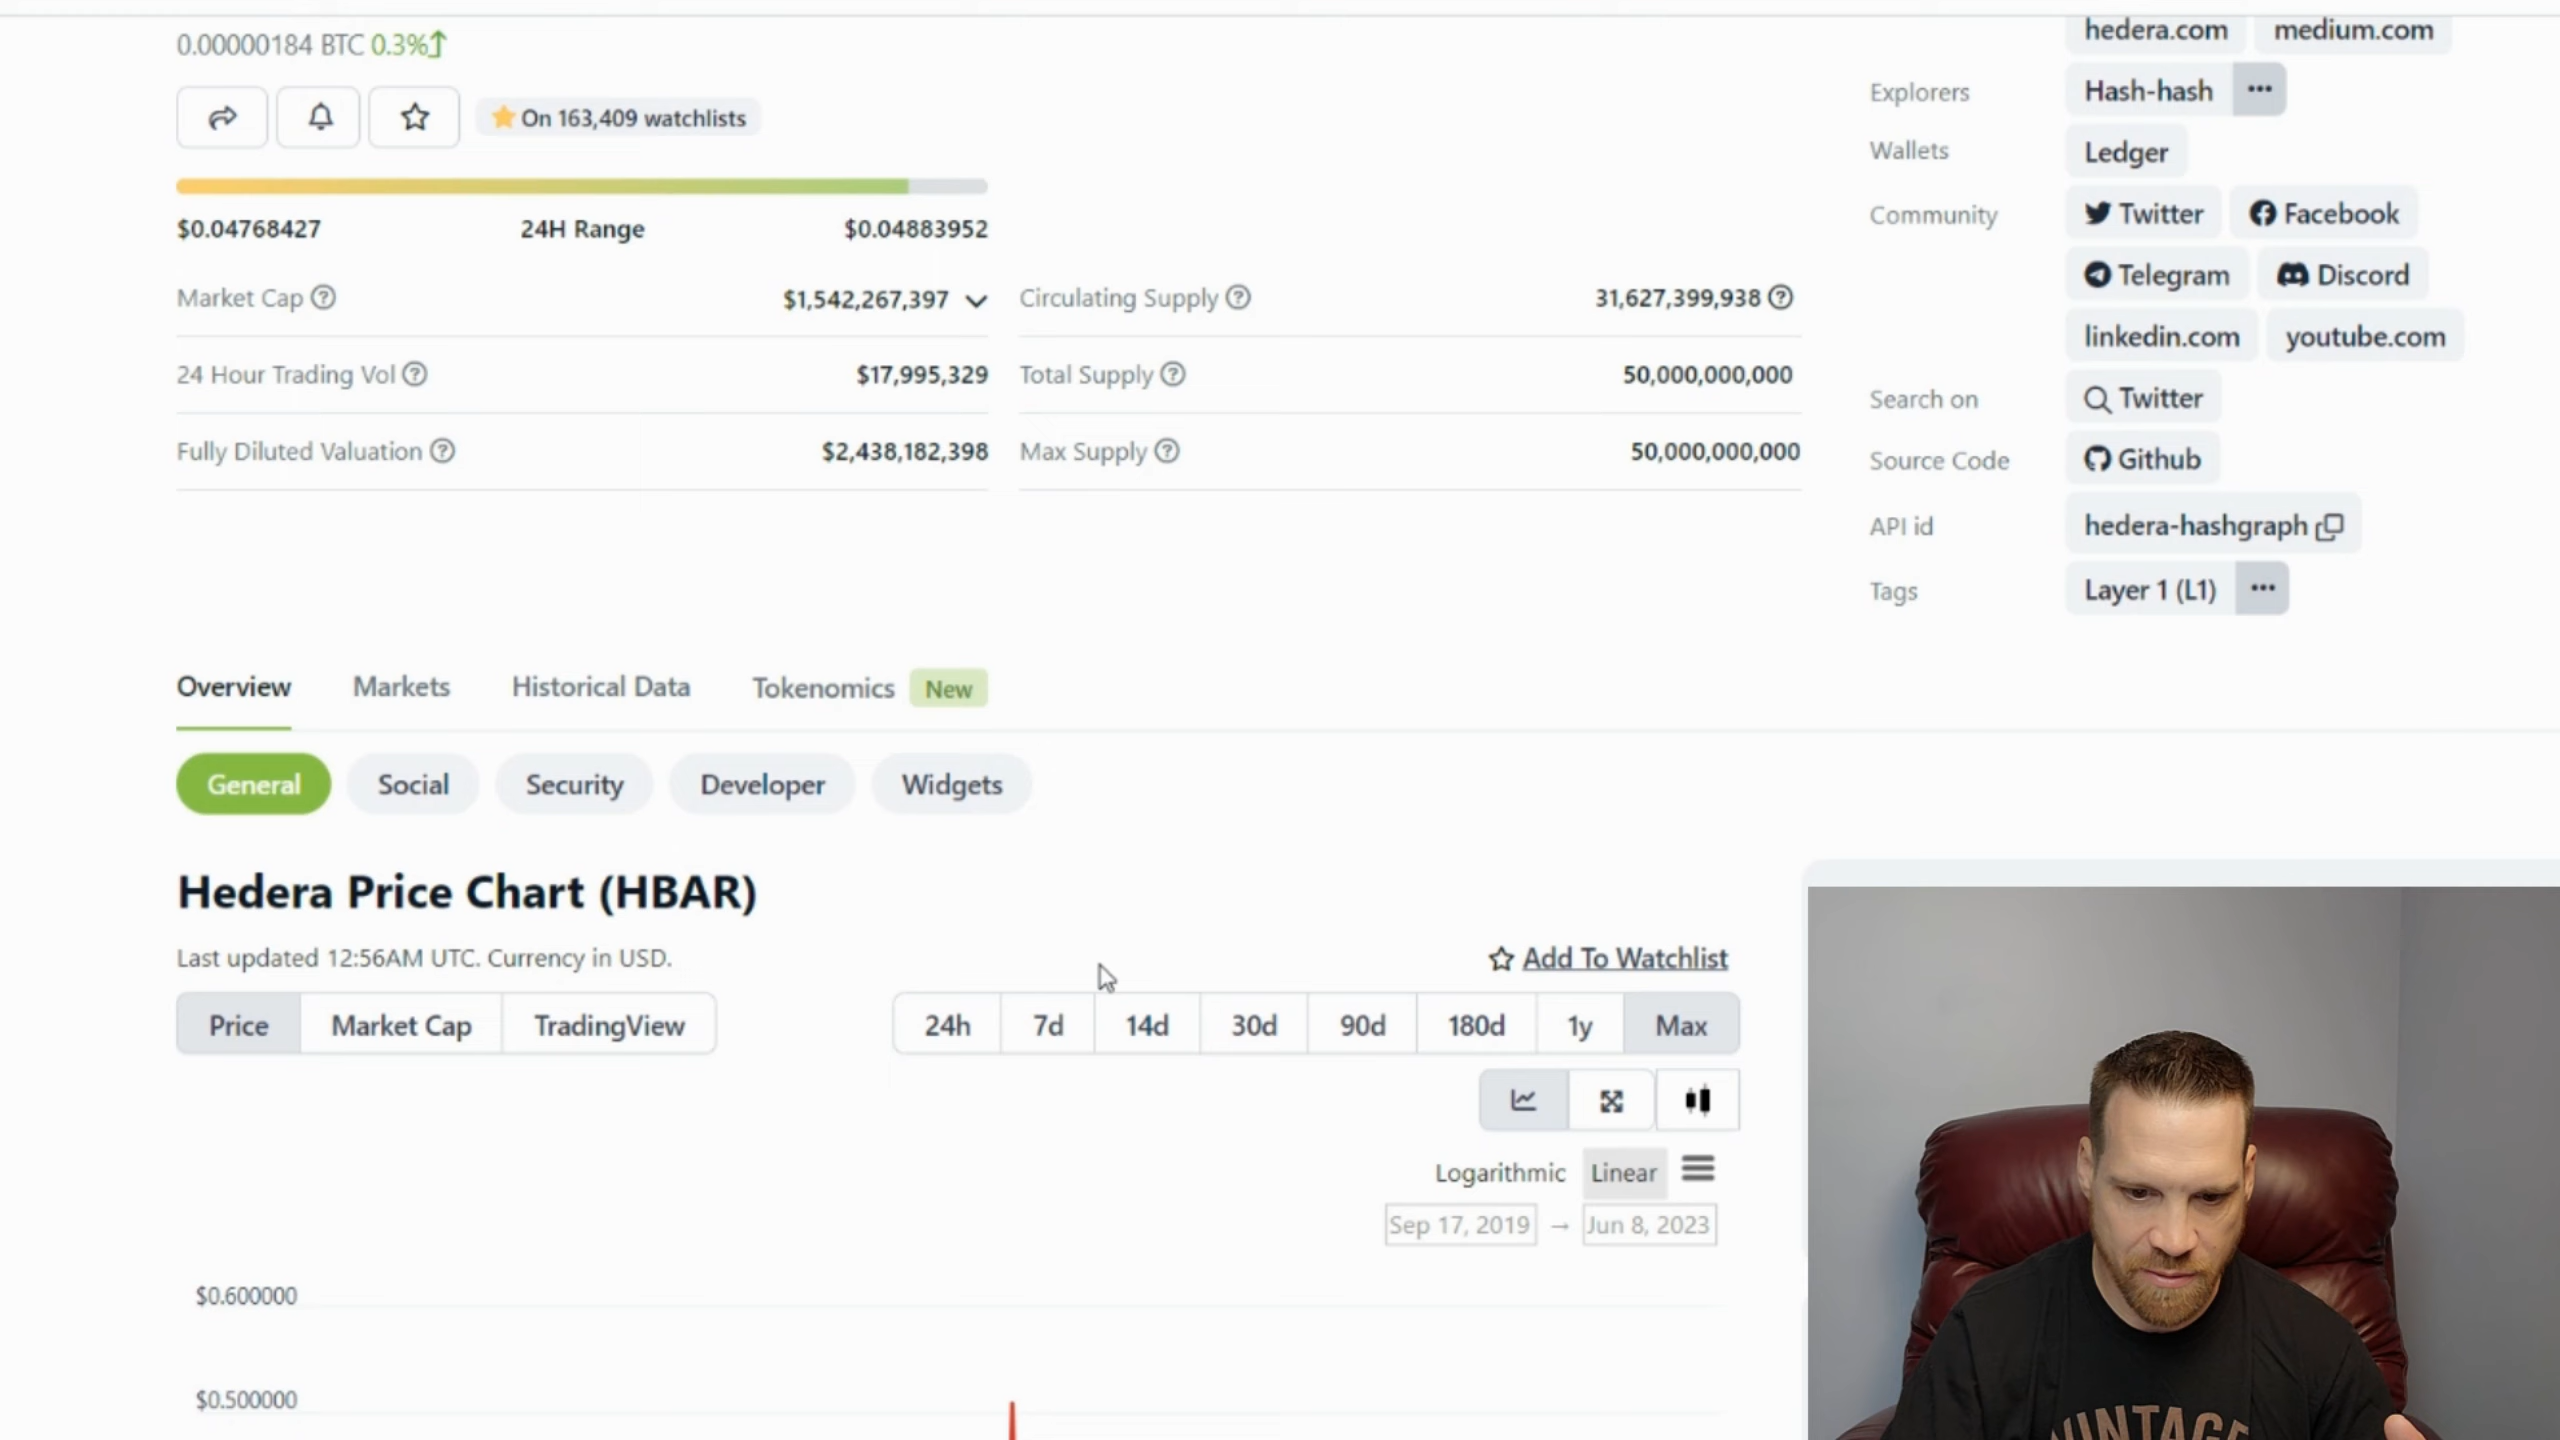 0.00000184 BTC 0.3%
On 163,409 watchlists
$0.04768427 24H Range $0.04883952
Market Cap $1,542,267,397
24 Hour Trading Vol $17,995,329
Fully Diluted Valuation $2,438,182,398
Circulating Supply 31,627,399,938
Total Supply 50,000,000,000
Max Supply 50,000,000,000
hedera.com medium.com
Explorers Hash-hash
Wallets Ledger
Community Twitter Facebook
Telegram Discord
linkedin.com youtube.com
Search on Twitter
Source Code Github
API id hedera-hashgraph
Tags Layer 1 (L1)
Overview Markets Historical Data Tokenomics New
General Social Security Developer Widgets
Hedera Price Chart (HBAR)
Last updated 12:56AM UTC. Currency in USD.
Add To Watchlist
Price Market Cap TradingView
24h 7d 14d 30d 90d 180d 1y Max
Logarithmic Linear
Sep 17, 2019 → Jun 8, 2023
$0.600000
$0.500000
VINTAGE